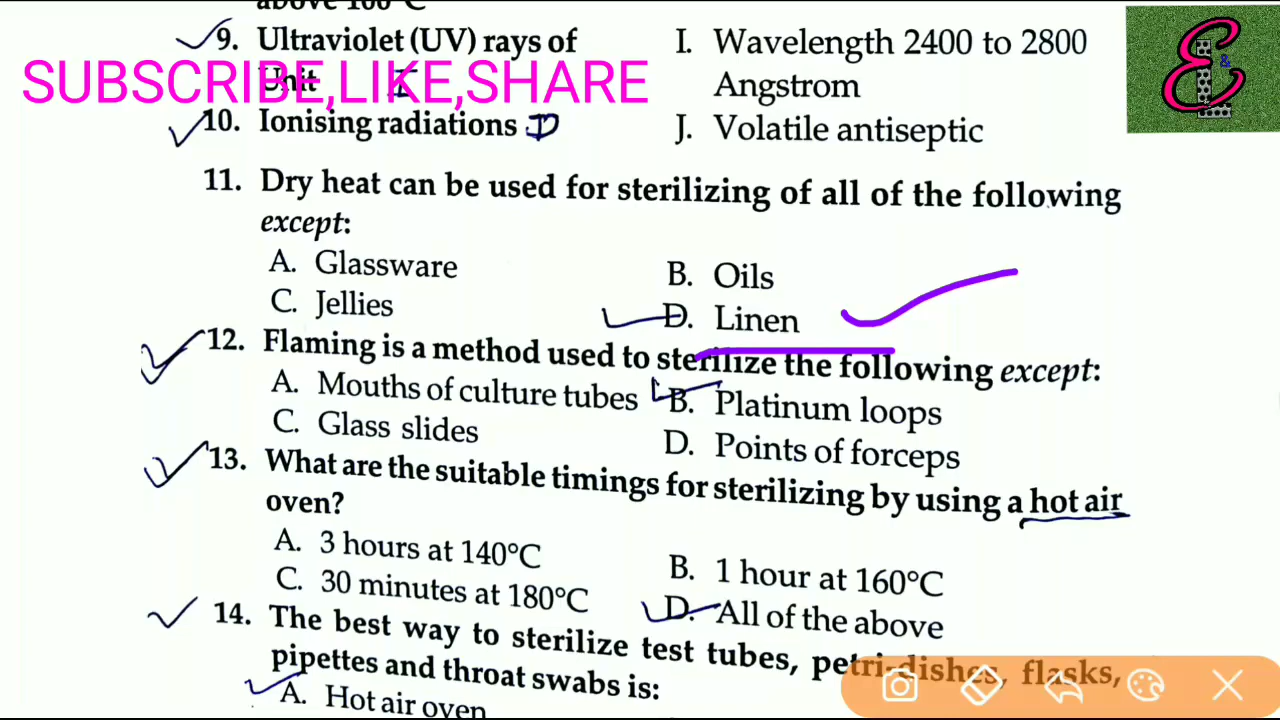 above 100°C
9. Ultraviolet (UV) rays of I. Wavelength 2400 to 2800
SUBSCRIBE,LIKE,SHARE
Unit I Angstrom
10. Ionising radiations D J. Volatile antiseptic
11. Dry heat can be used for sterilizing of all of the following
except:
A. Glassware B. Oils
C. Jellies D. Linen
12. Flaming is a method used to sterilize the following except:
A. Mouths of culture tubes B. Platinum loops
C. Glass slides D. Points of forceps
13. What are the suitable timings for sterilizing by using a hot air
oven?
A. 3 hours at 140°C B. 1 hour at 160°C
C. 30 minutes at 180°C D. All of the above
14. The best way to sterilize test tubes, petri-dishes, flasks,
pipettes and throat swabs is:
A. Hot air oven
E & L